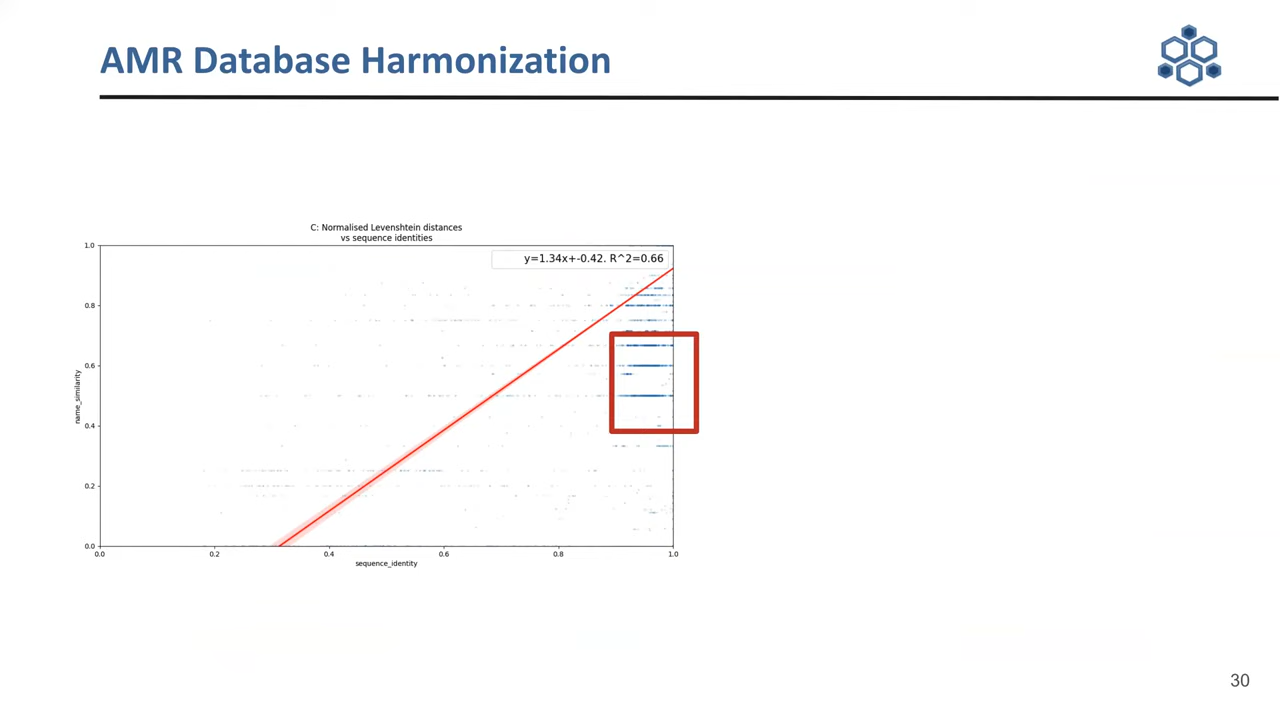 AMR Database Harmonization
C: Normalised Levenshtein distances
vs sequence identities
y=1.34x+-0.42. R^2=0.66
1.0
0.8
0.6
0.4
0.2
0.0
name_similarity
0.0 0.2 0.4 0.6 0.8 1.0
sequence_identity
30